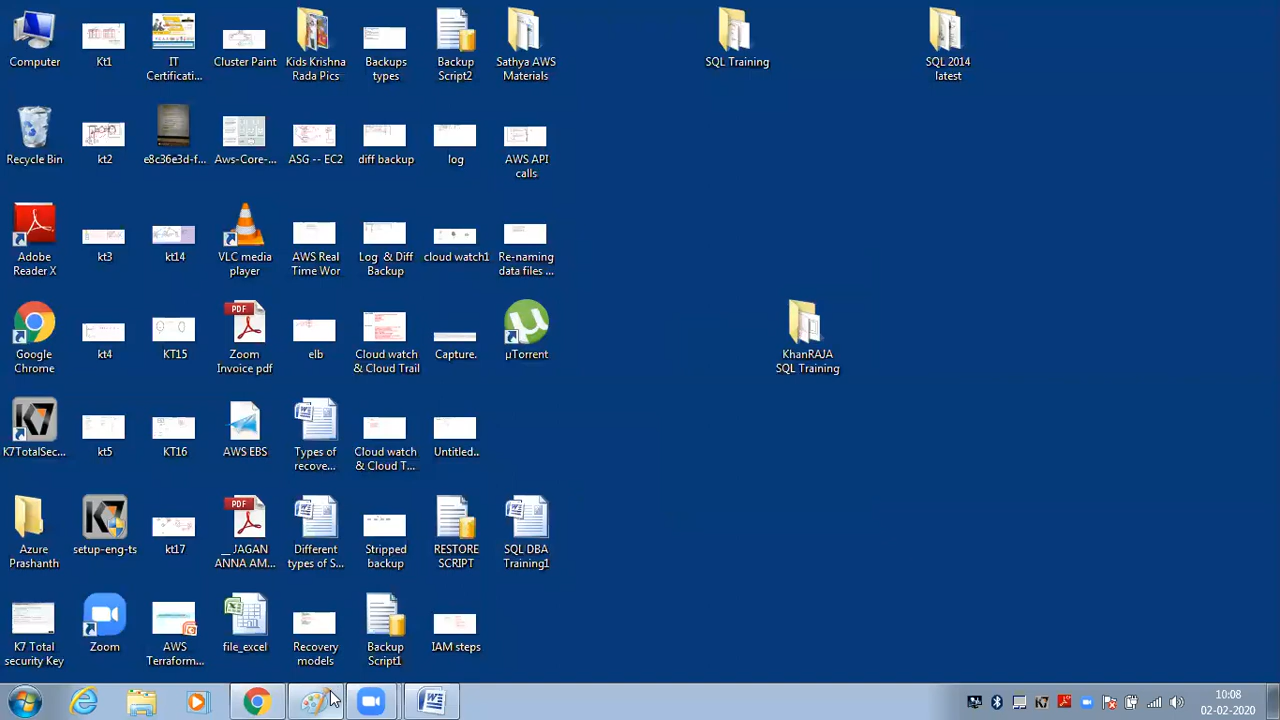 Computer
Kt1
IT
Certificati...
Cluster Paint
Kids Krishna
Rada Pics
Backups
types
Backup
Script2
Sathya AWS
Materials
SQL Training
SQL 2014
latest
Recycle Bin
kt2
e8c36e3d-f...
Aws-Core-...
ASG -- EC2
diff backup
log
AWS API
calls
Adobe
Reader X
kt3
kt14
VLC media
player
AWS Real
Time Wor
Log & Diff
Backup
cloud watch1
Re-naming
data files ...
Google
Chrome
kt4
KT15
PDF
Zoom
Invoice pdf
elb
Cloud watch
& Cloud Trail
Capture.
µTorrent
KhanRAJA
SQL Training
K7TotalSec...
kt5
KT16
AWS EBS
Types of
recove...
Cloud watch
& Cloud T...
Untitled..
Azure
Prashanth
setup-eng-ts
kt17
PDF
__ JAGAN
ANNA AM...
Different
types of S...
Stripped
backup
RESTORE
SCRIPT
SQL DBA
Training1
K7 Total
security Key
Zoom
AWS
Terraform...
file_excel
Recovery
models
Backup
Script1
IAM steps
10:08
02-02-2020